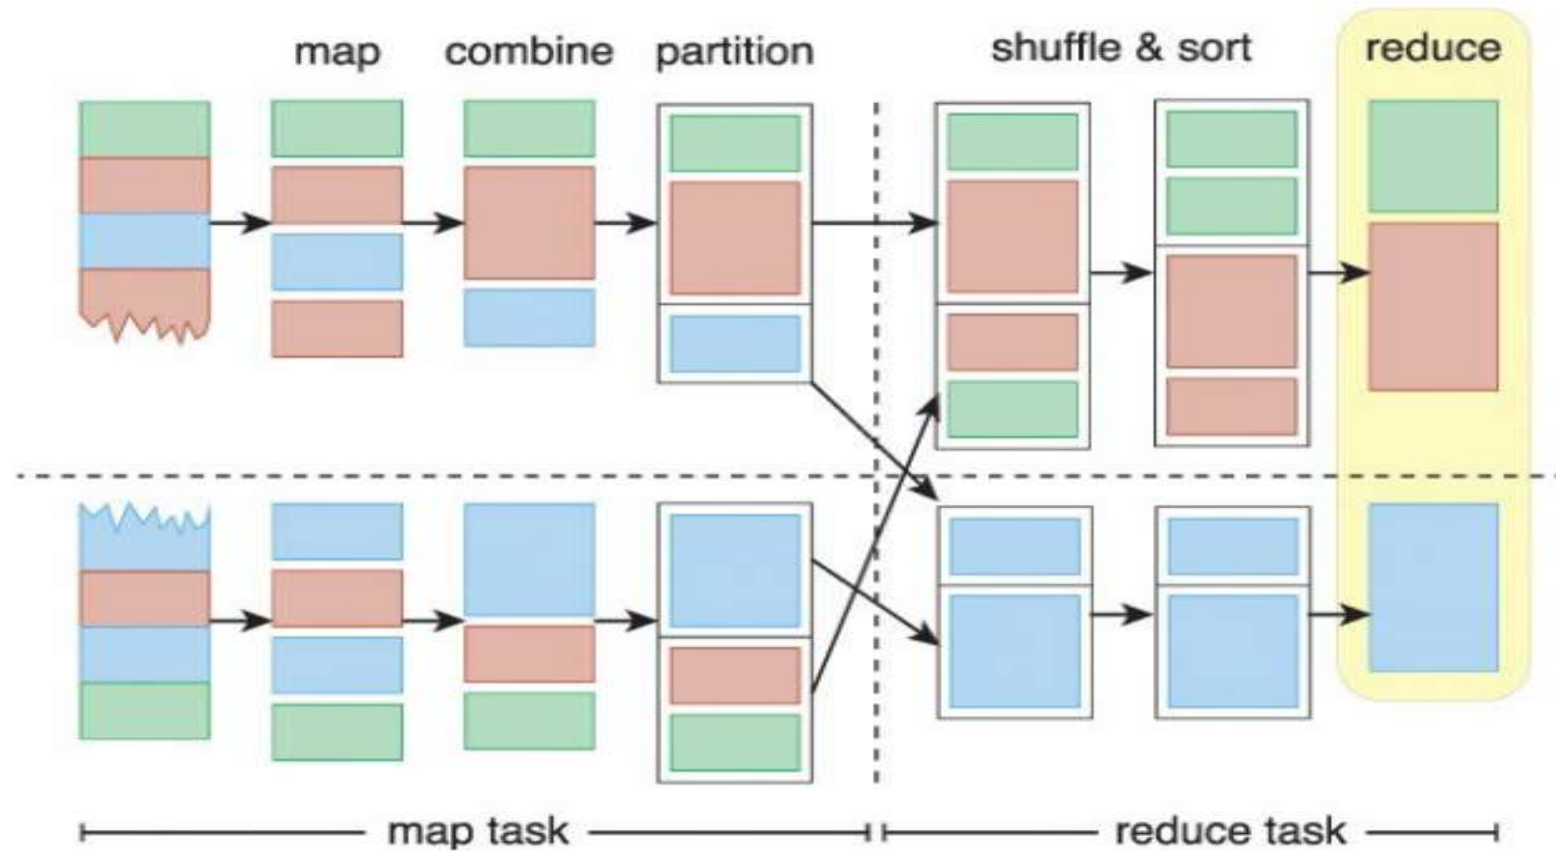 map combine partition shuffle & sort reduce
map task reduce task